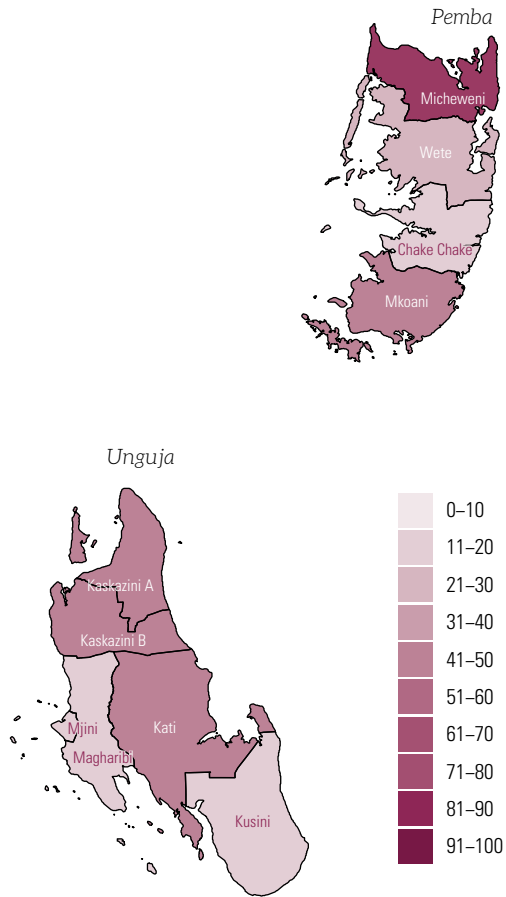 Pemba
Micheweni
Wete
Chake Chake
Mkoani
Unguja
Kaskazini A
Kaskazini B
Mjini
Kati
Magharibi
Kusini
0–10
11–20
21–30
31–40
41–50
51–60
61–70
71–80
81–90
91–100